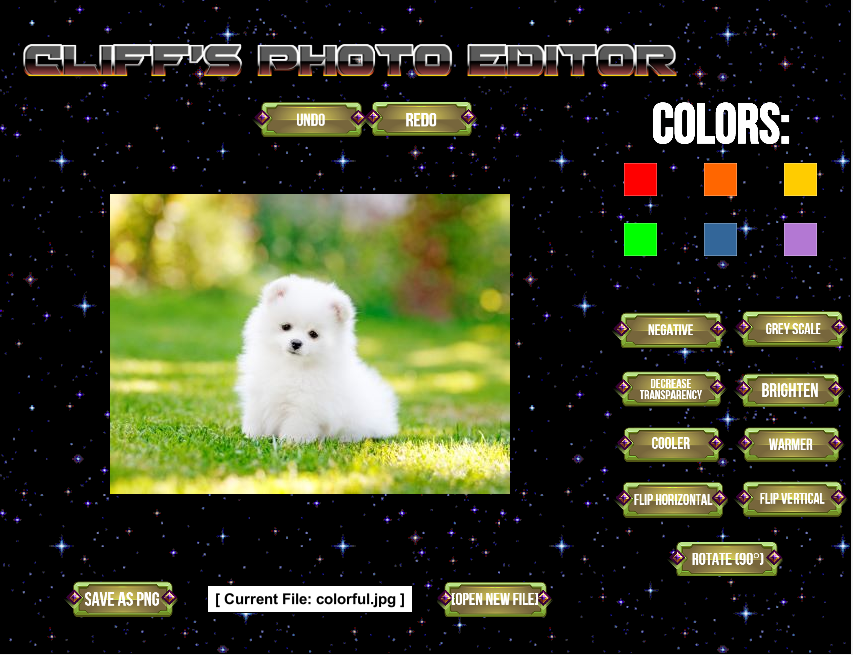 CLIFF'S PHOTO EDITOR
UNDO
REDO
COLORS:
NEGATIVE
GREY SCALE
DECREASE
TRANSPARENCY
BRIGHTEN
COOLER
WARMER
FLIP HORIZONTAL
FLIP VERTICAL
ROTATE (90°)
SAVE AS PNG
[ Current File: colorful.jpg ]
[OPEN NEW FILE]